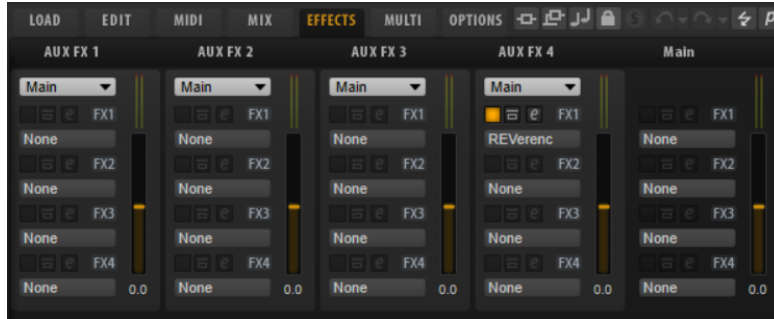 LOAD EDIT MIDI MIX EFFECTS MULTI OPTIONS S
AUX FX 1 AUX FX 2 AUX FX 3 AUX FX 4 Main
Main Main Main Main
e FX1 e FX1 e FX1 e FX1 e FX1
None None None REVerenc None
e FX2 e FX2 e FX2 e FX2 e FX2
None None None None None
e FX3 e FX3 e FX3 e FX3 e FX3
None None None None None
e FX4 e FX4 e FX4 e FX4 e FX4
None 0.0 None 0.0 None 0.0 None 0.0 None 0.0